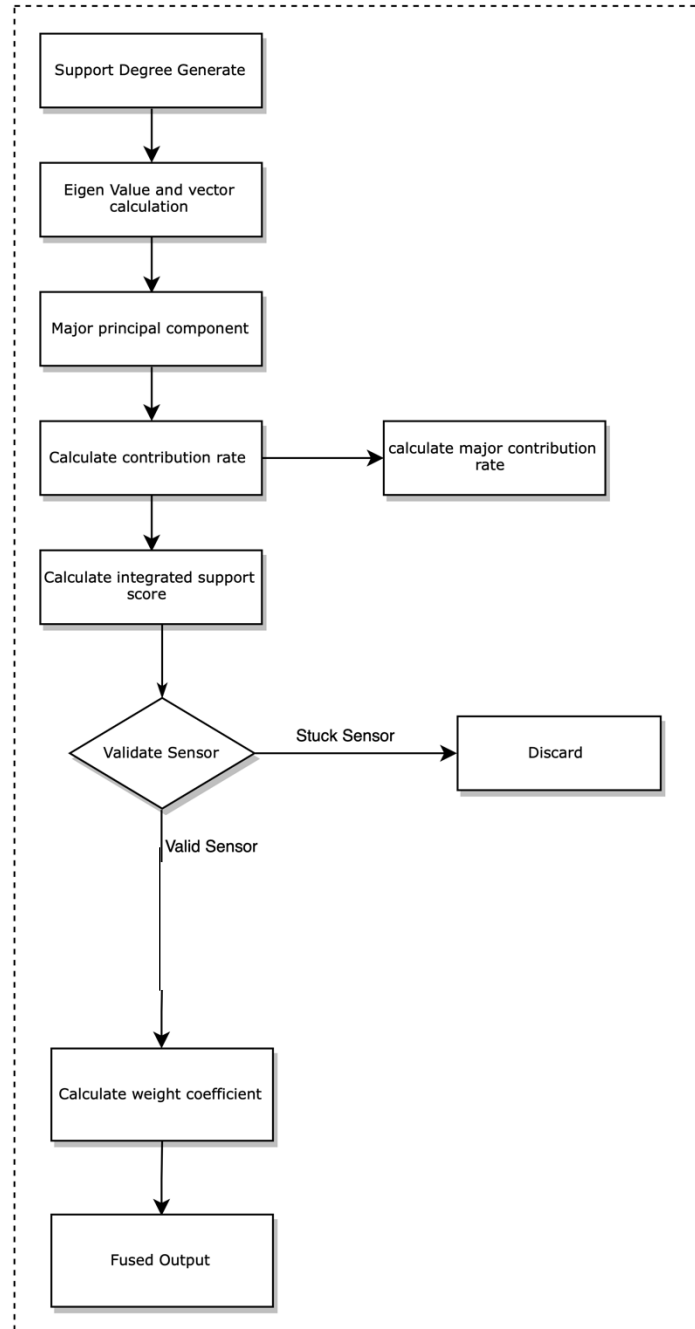 Support Degree Generate
Eigen Value and vector
calculation
Major principal component
Calculate contribution rate
calculate major contribution
rate
Calculate integrated support
score
Validate Sensor
Stuck Sensor
Discard
Valid Sensor
Calculate weight coefficient
Fused Output